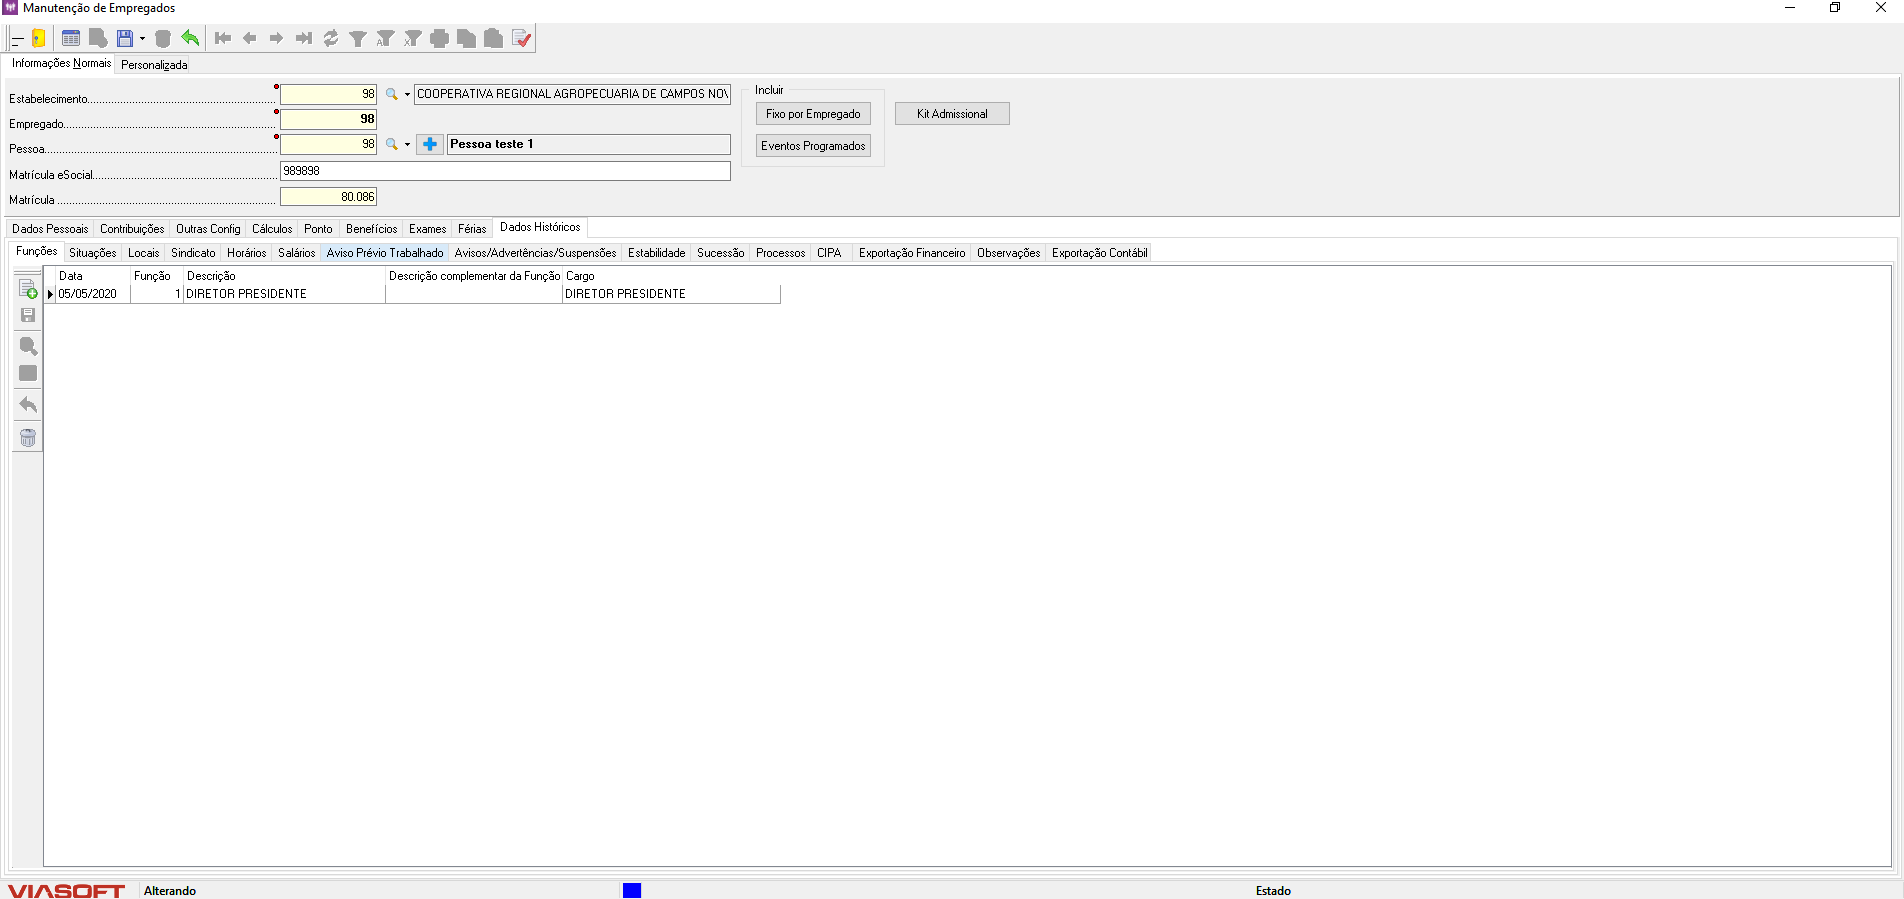 Manutenção de Empregados
Informações Normais Personalizada
Estabelecimento 98 COOPERATIVA REGIONAL AGROPECUARIA DE CAMPOS NOV
Empregado 98
Pessoa 98 Pessoa teste 1
Matrícula eSocial 989898
Matrícula 80.086
Incluir
Fixo por Empregado
Eventos Programados
Kit Admissional
Dados Pessoais Contribuições Outras Config Cálculos Ponto Benefícios Exames Férias Dados Históricos
Funções Situações Locais Sindicato Horários Salários Aviso Prévio Trabalhado Avisos/Advertências/Suspensões Estabilidade Sucessão Processos CIPA Exportação Financeiro Observações Exportação Contábil
Data Função Descrição Descrição complementar da Função Cargo
05/05/2020 1 DIRETOR PRESIDENTE DIRETOR PRESIDENTE
VIASOFT Alterando Estado